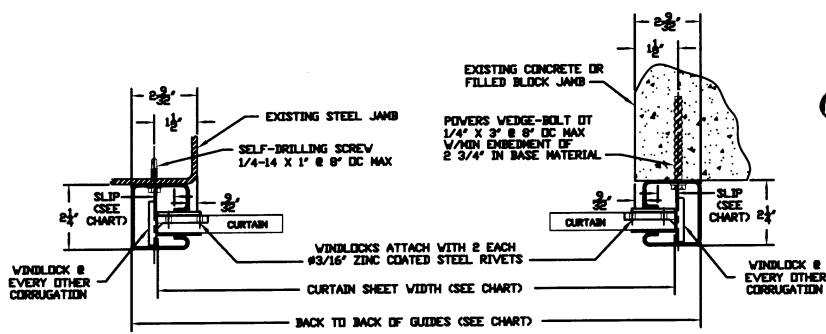 2 9/32"
1 1/2"
EXISTING STEEL JAMB
SELF-DRILLING SCREW
1/4-14 X 1" @ 8" OC MAX
SLIP
(SEE
CHART)
9/32"
2 1/4"
CURTAIN
WINDLOCK @
EVERY OTHER
CORRUGATION
2 9/32"
1 1/2"
EXISTING CONCRETE OR
FILLED BLOCK JAMB
POWERS WEDGE-BOLT OT
1/4" X 3" @ 8" OC MAX
W/MIN EMBEDMENT OF
2 3/4" IN BASE MATERIAL
9/32"
SLIP
(SEE
CHART)
2 1/4"
CURTAIN
WINDLOCK @
EVERY OTHER
CORRUGATION
WINDLOCKS ATTACH WITH 2 EACH
ø3/16" ZINC COATED STEEL RIVETS
CURTAIN SHEET WIDTH (SEE CHART)
BACK TO BACK OF GUIDES (SEE CHART)